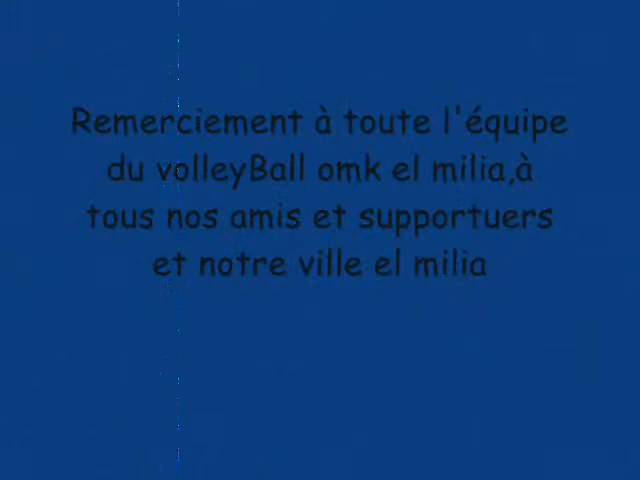 Remerciement à toute l'équipe
du volleyBall omk el milia,à
tous nos amis et supportuers
et notre ville el milia